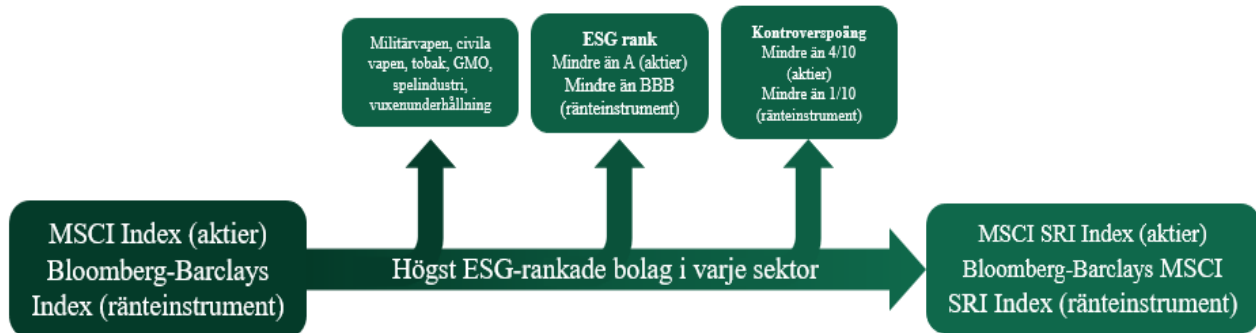 Militärvapen, civila
vapen, tobak, GMO,
spelindustri,
vuxenunderhållning
ESG rank
Mindre än A (aktier)
Mindre än BBB
(ränteinstrument)
Kontroverspoäng
Mindre än 4/10
(aktier)
Mindre än 1/10
(ränteinstrument)
MSCI Index (aktier)
Bloomberg-Barclays
Index (ränteinstrument)
Högst ESG-rankade bolag i varje sektor
MSCI SRI Index (aktier)
Bloomberg-Barclays MSCI
SRI Index (ränteinstrument)